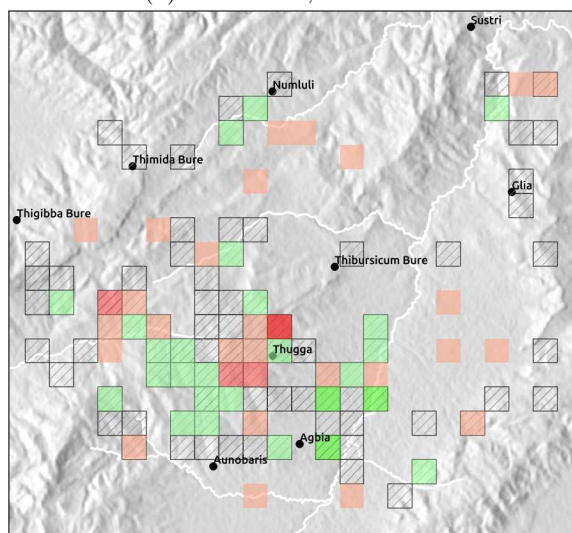 Sustri
Numluli
Thimida Bure
Glia
Thigibba Bure
Thibursicum Bure
Thugga
Agbia
Aunobaris